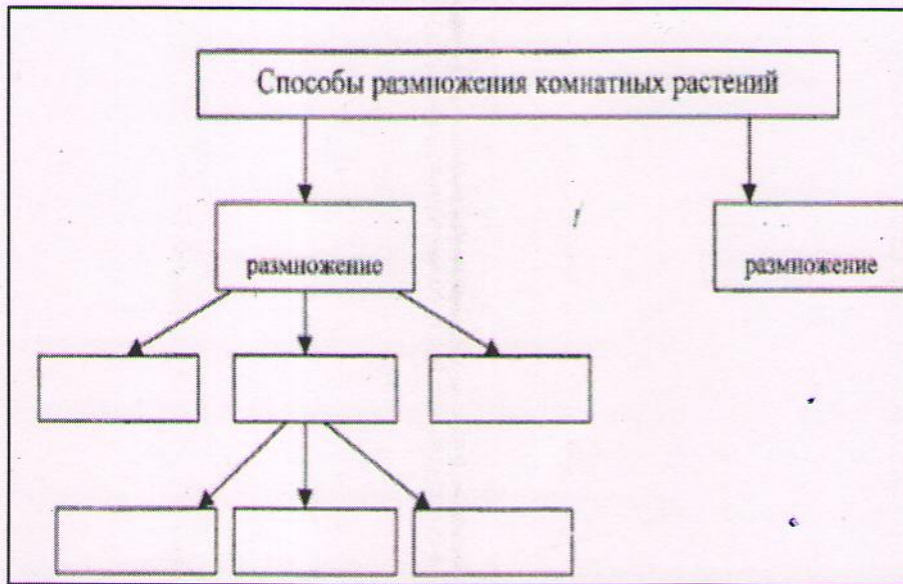 Способы размножения комнатных растений
размножение
размножение